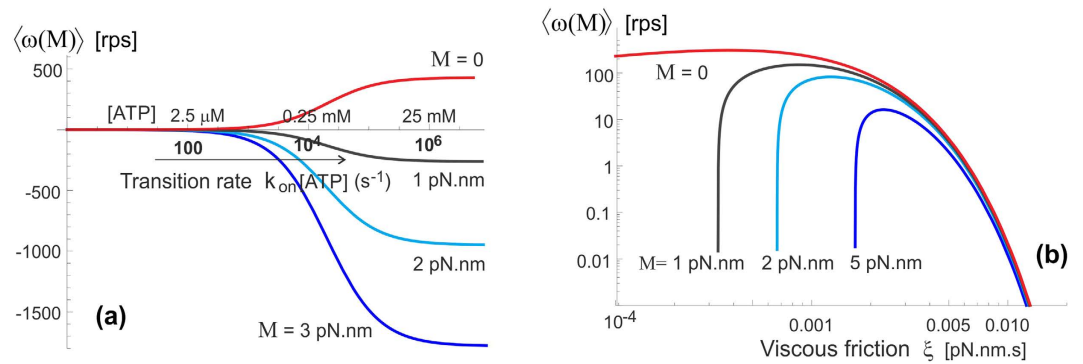 ⟨ω(M)⟩ [rps]
500
M = 0
[ATP] 2.5 μM 0.25 mM 25 mM
0
100 10⁴ 10⁶
Transition rate k on[ATP] (s⁻¹)
1 pN.nm
-500
-1000
2 pN.nm
-1500
M = 3 pN.nm
(a)
⟨ω(M)⟩ [rps]
100
M = 0
10
1
0.1
0.01
M= 1 pN.nm 2 pN.nm 5 pN.nm
(b)
10⁻⁴ 0.001 0.005 0.010
Viscous friction ξ [pN.nm.s]